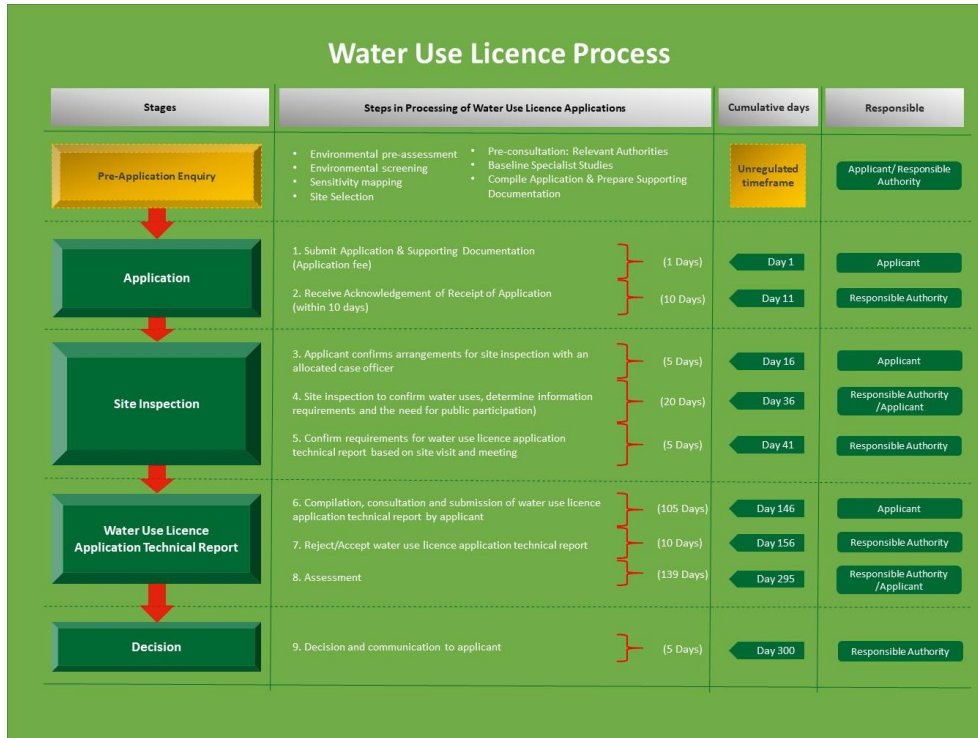 Water Use Licence Process
Stages
Steps in Processing of Water Use Licence Applications
Cumulative days
Responsible
Pre-Application Enquiry
• Environmental pre-assessment
• Environmental screening
• Sensitivity mapping
• Site Selection
• Pre-consultation: Relevant Authorities
• Baseline Specialist Studies
• Compile Application & Prepare Supporting
Documentation
Unregulated
timeframe
Applicant/ Responsible
Authority
Application
1. Submit Application & Supporting Documentation
(Application fee)
(1 Days)
Day 1
Applicant
2. Receive Acknowledgement of Receipt of Application
(within 10 days)
(10 Days)
Day 11
Responsible Authority
Site Inspection
3. Applicant confirms arrangements for site inspection with an
allocated case officer
(5 Days)
Day 16
Applicant
4. Site inspection to confirm water uses, determine information
requirements and the need for public participation)
(20 Days)
Day 36
Responsible Authority
/Applicant
5. Confirm requirements for water use licence application
technical report based on site visit and meeting
(5 Days)
Day 41
Responsible Authority
Water Use Licence
Application Technical Report
6. Compilation, consultation and submission of water use licence
application technical report by applicant
(105 Days)
Day 146
Applicant
7. Reject/Accept water use licence application technical report
(10 Days)
Day 156
Responsible Authority
8. Assessment
(139 Days)
Day 295
Responsible Authority
/Applicant
Decision
9. Decision and communication to applicant
(5 Days)
Day 300
Responsible Authority